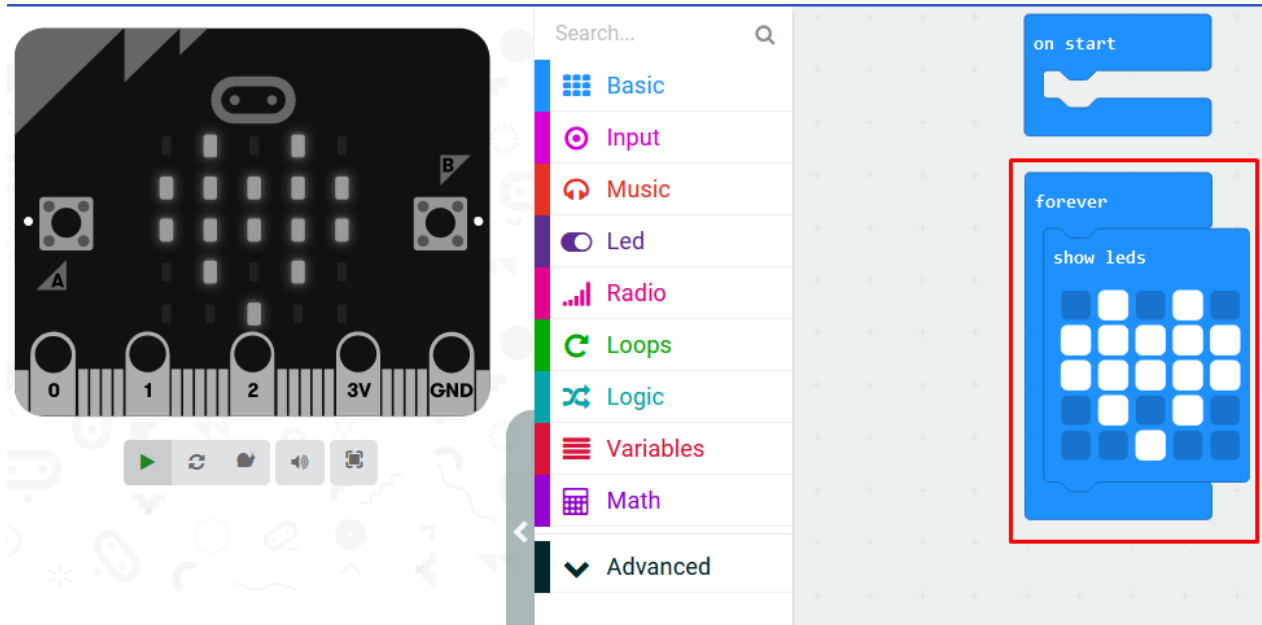 B
A
0
1
2
3V
GND
Search...
Basic
Input
Music
Led
Radio
Loops
Logic
Variables
Math
Advanced
on start
forever
show leds